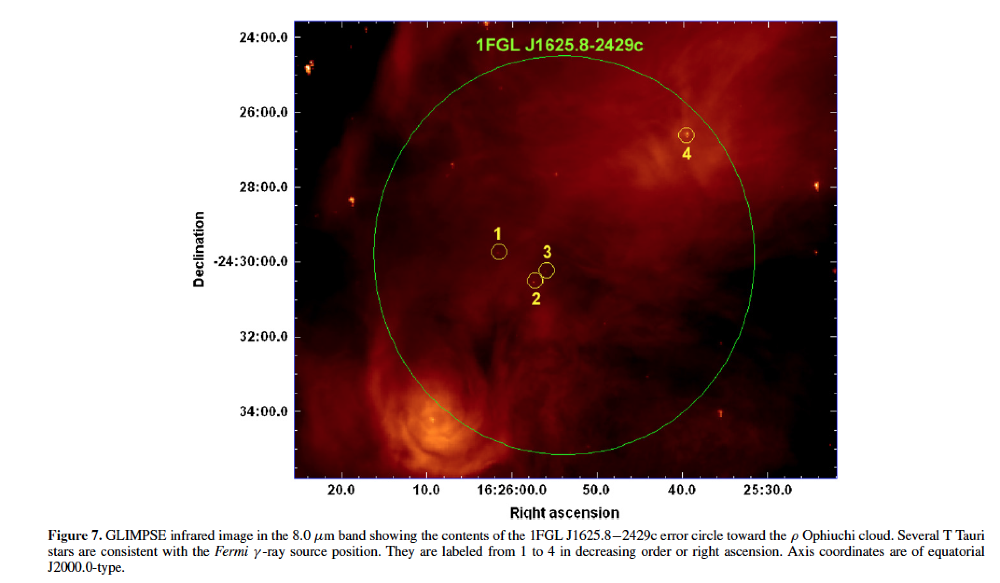 1FGL J1625.8-2429c
24:00.0
26:00.0
4
28:00.0
1
3
-24:30:00.0
2
32:00.0
34:00.0
Declination
20.0 10.0 16:26:00.0 50.0 40.0 25:30.0
Right ascension
Figure 7. GLIMPSE infrared image in the 8.0 μm band showing the contents of the 1FGL J1625.8−2429c error circle toward the ρ Ophiuchi cloud. Several T Tauri
stars are consistent with the Fermi γ-ray source position. They are labeled from 1 to 4 in decreasing order or right ascension. Axis coordinates are of equatorial
J2000.0-type.